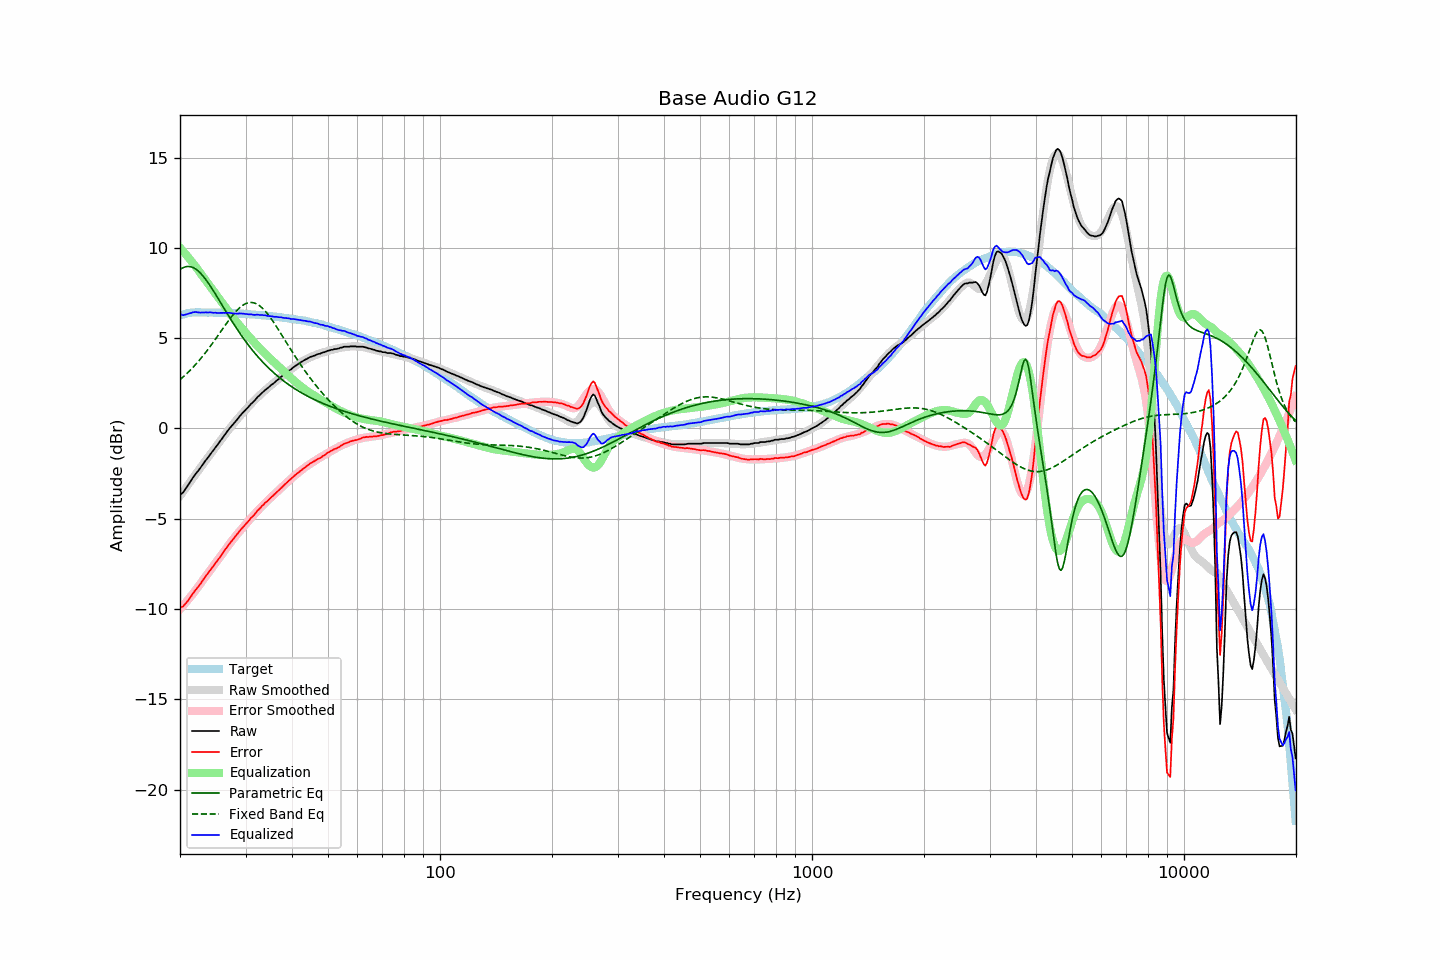 Base Audio G12
15
10
5
0
−5
−10
−15
−20
Amplitude (dBr)
Target
Raw Smoothed
Error Smoothed
Raw
Error
Equalization
Parametric Eq
Fixed Band Eq
Equalized
100
1000
10000
Frequency (Hz)